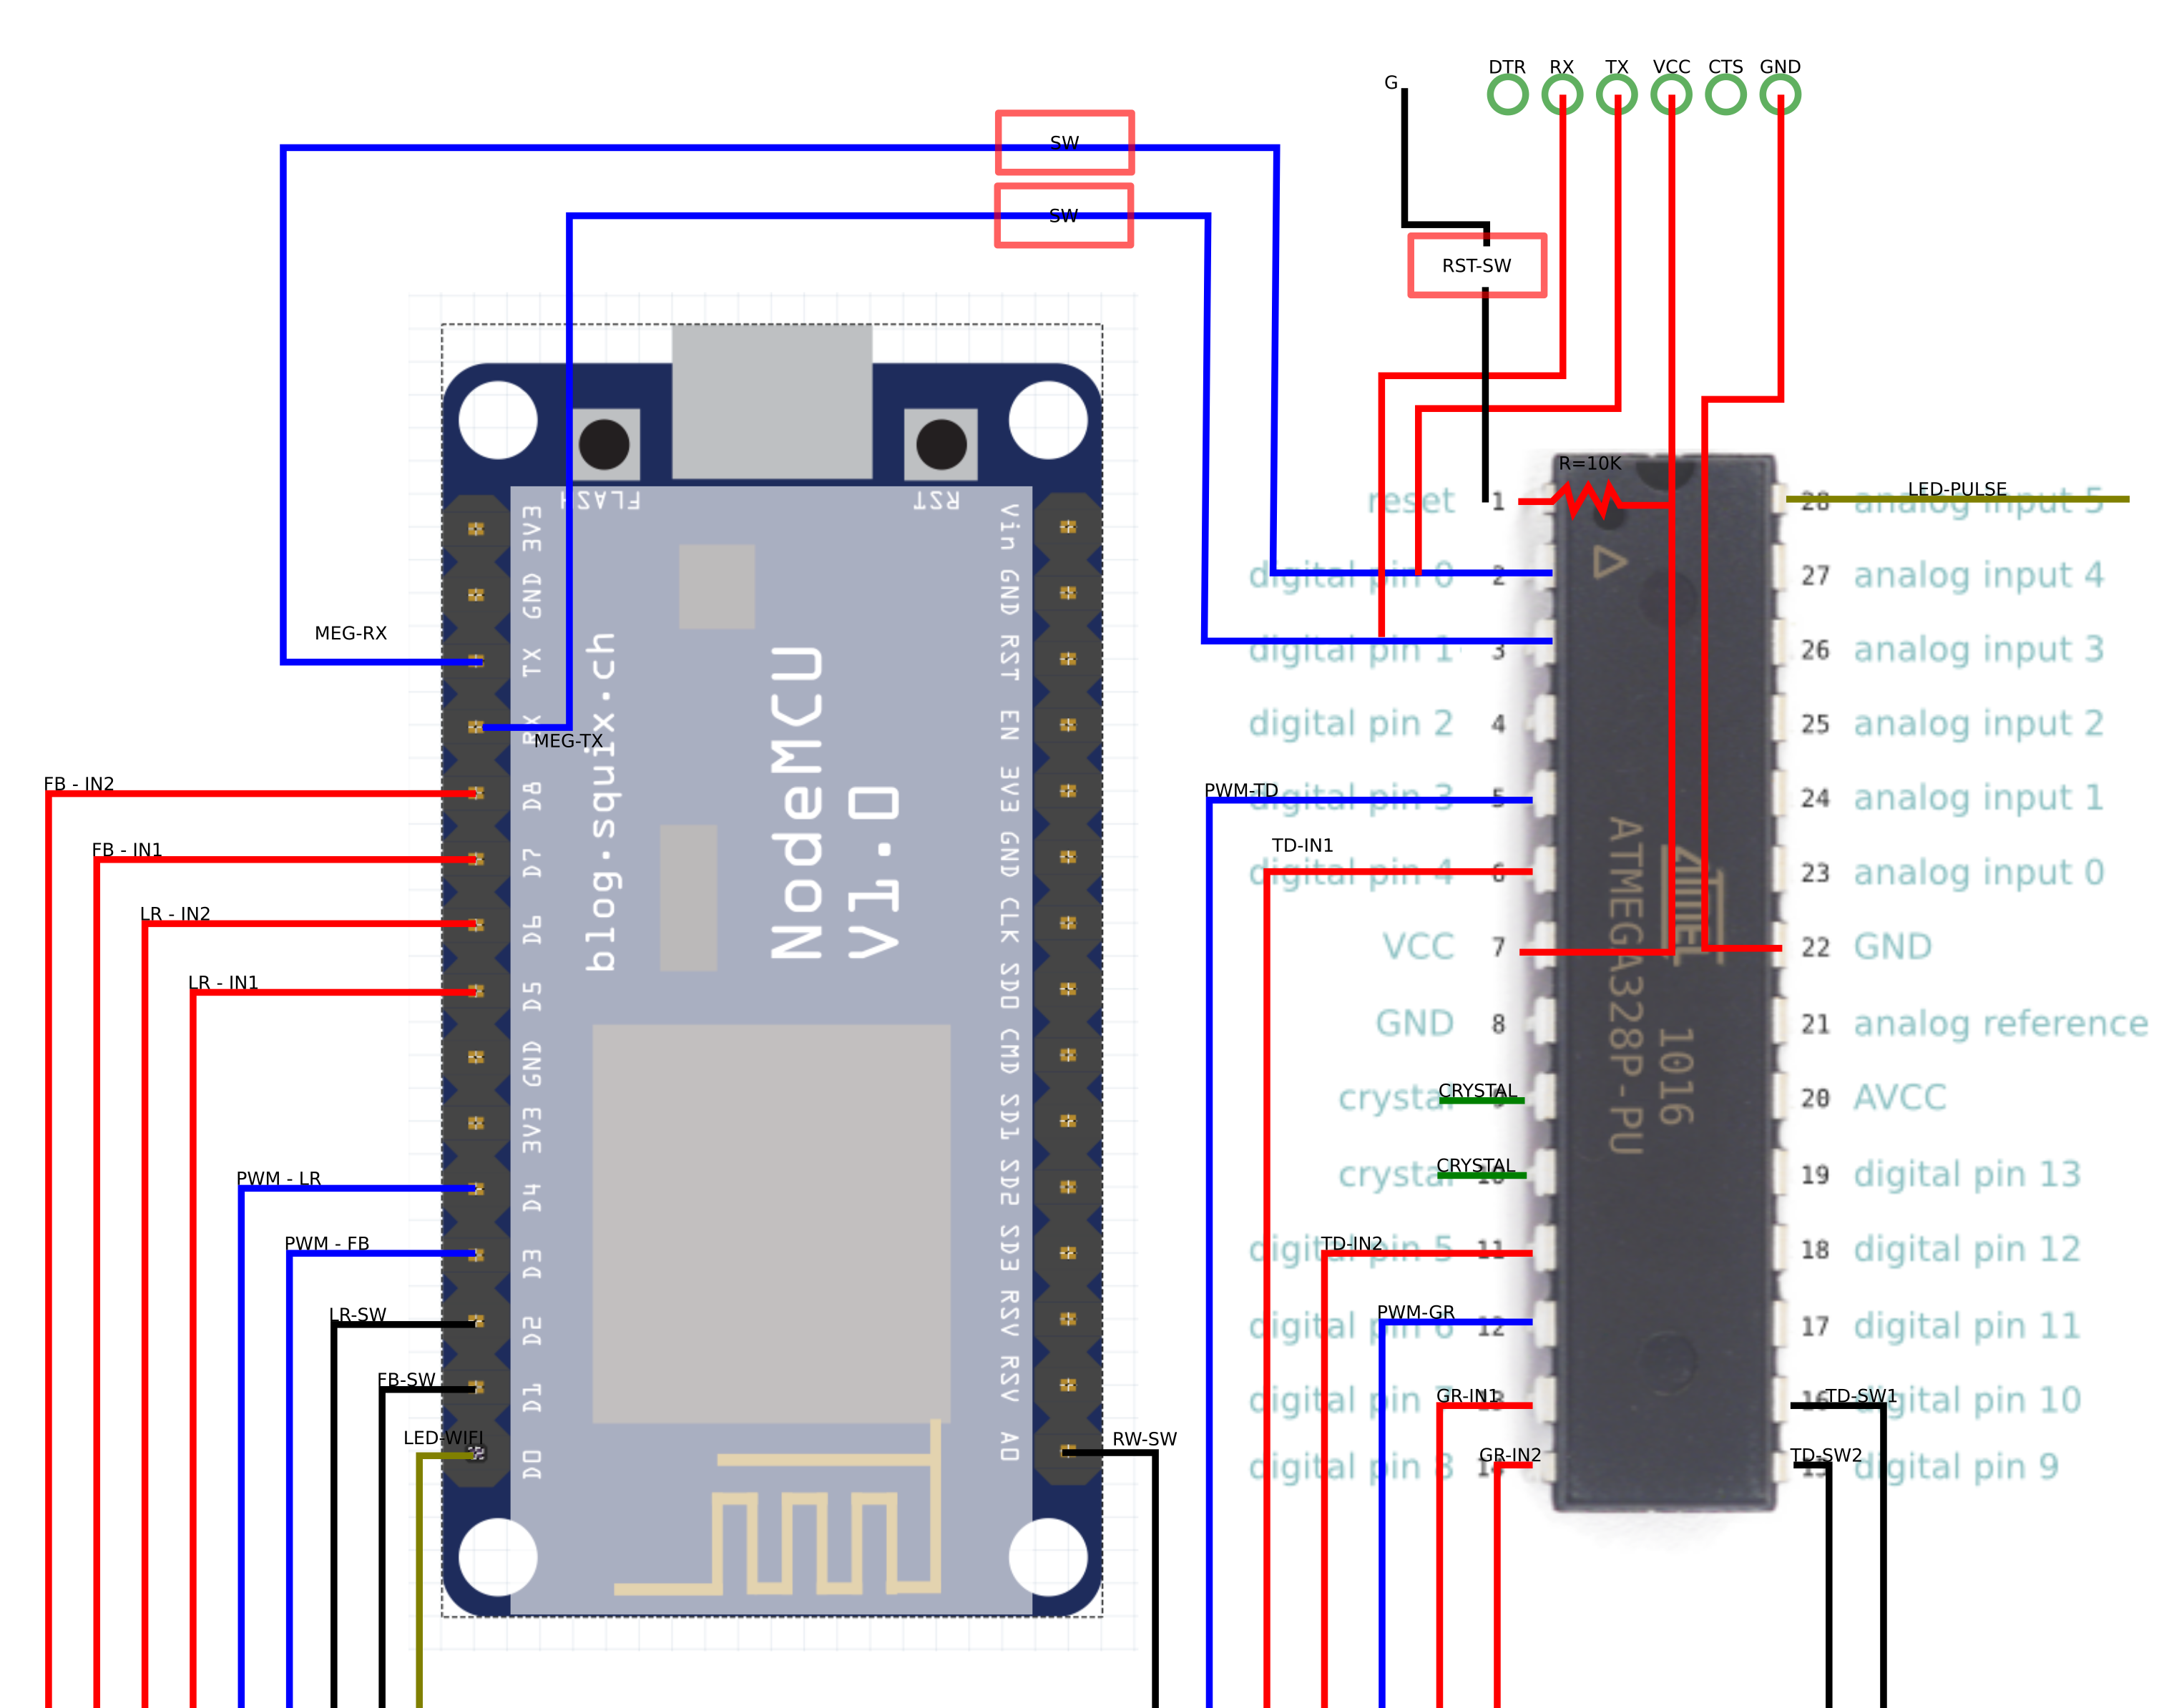 DTR RX TX VCC CTS GND
G
SW
SW
RST-SW
R=10K
LED-PULSE
reset 1
28 analog input 5
digital pin 0 2
27 analog input 4
digital pin 1 3
26 analog input 3
digital pin 2 4
25 analog input 2
PWM-TD
digital pin 3 5
24 analog input 1
TD-IN1
digital pin 4 6
23 analog input 0
VCC 7
22 GND
GND 8
21 analog reference
CRYSTAL
crystal 9
20 AVCC
CRYSTAL
crystal 10
19 digital pin 13
TD-IN2
digital pin 5 11
18 digital pin 12
PWM-GR
digital pin 6 12
17 digital pin 11
GR-IN1
digital pin 7 13
TD-SW1
16 digital pin 10
GR-IN2
digital pin 8 14
TD-SW2
15 digital pin 9
ATMEL
ATMEGA328P-PU
1016
FLASH
RST
3V3
GND
TX
RX
D8
D7
D6
D5
GND
3V3
D4
D3
D2
D1
D0
Vin
GND
RST
EN
3V3
GND
CLK
SD0
CMD
SD1
SD2
SD3
RSV
RSV
A0
blog.squix.ch
NodeMCU
V1.0
MEG-RX
MEG-TX
FB - IN2
FB - IN1
LR - IN2
LR - IN1
PWM - LR
PWM - FB
LR-SW
FB-SW
LED-WIFI
RW-SW